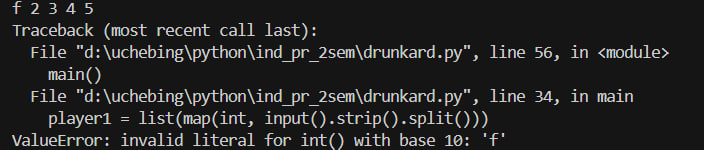 f 2 3 4 5
Traceback (most recent call last):
  File "d:\uchebing\python\ind_pr_2sem\drunkard.py", line 56, in <module>
    main()
  File "d:\uchebing\python\ind_pr_2sem\drunkard.py", line 34, in main
    player1 = list(map(int, input().strip().split()))
ValueError: invalid literal for int() with base 10: 'f'